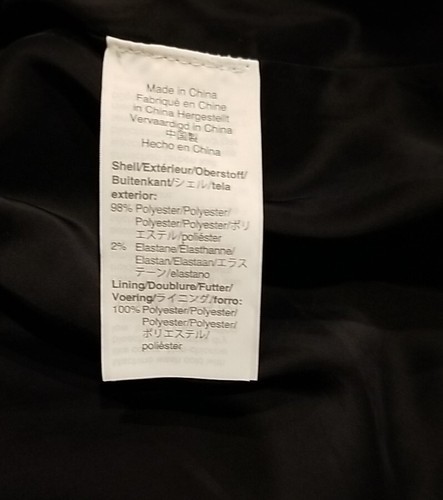 Made in China
Fabriqué en Chine
in China Hergestellt
Vervaardigd in China
中国製
Hecho en China
Shell/Extérieur/Oberstoff/
Buitenkant/シェル/tela
exterior:
98% Polyester/Polyester/
Polyester/Polyester/ポリ
エステル/poliéster
2% Elastane/Élasthanne/
Elastan/Elastaan/エラス
テーン/elastano
Lining/Doublure/Futter/
Voering/ライニング/forro:
100% Polyester/Polyester/
Polyester/Polyester/
ポリエステル/
poliéster